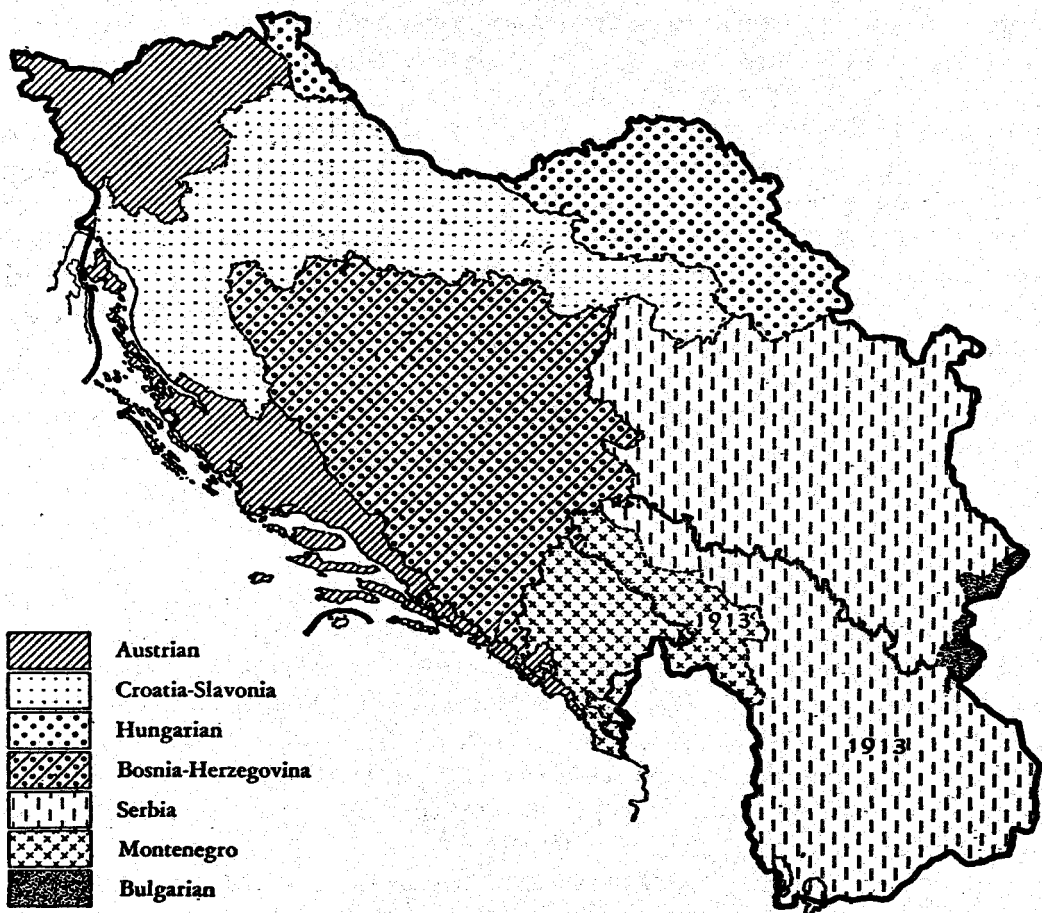 1913
1913
Austrian
Croatia-Slavonia
Hungarian
Bosnia-Herzegovina
Serbia
Montenegro
Bulgarian